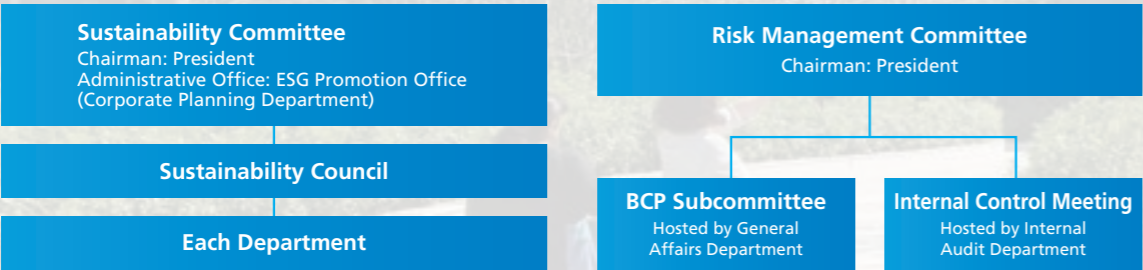 Sustainability Committee
Chairman: President
Administrative Office: ESG Promotion Office
(Corporate Planning Department)
Sustainability Council
Each Department
Risk Management Committee
Chairman: President
BCP Subcommittee
Hosted by General
Affairs Department
Internal Control Meeting
Hosted by Internal
Audit Department